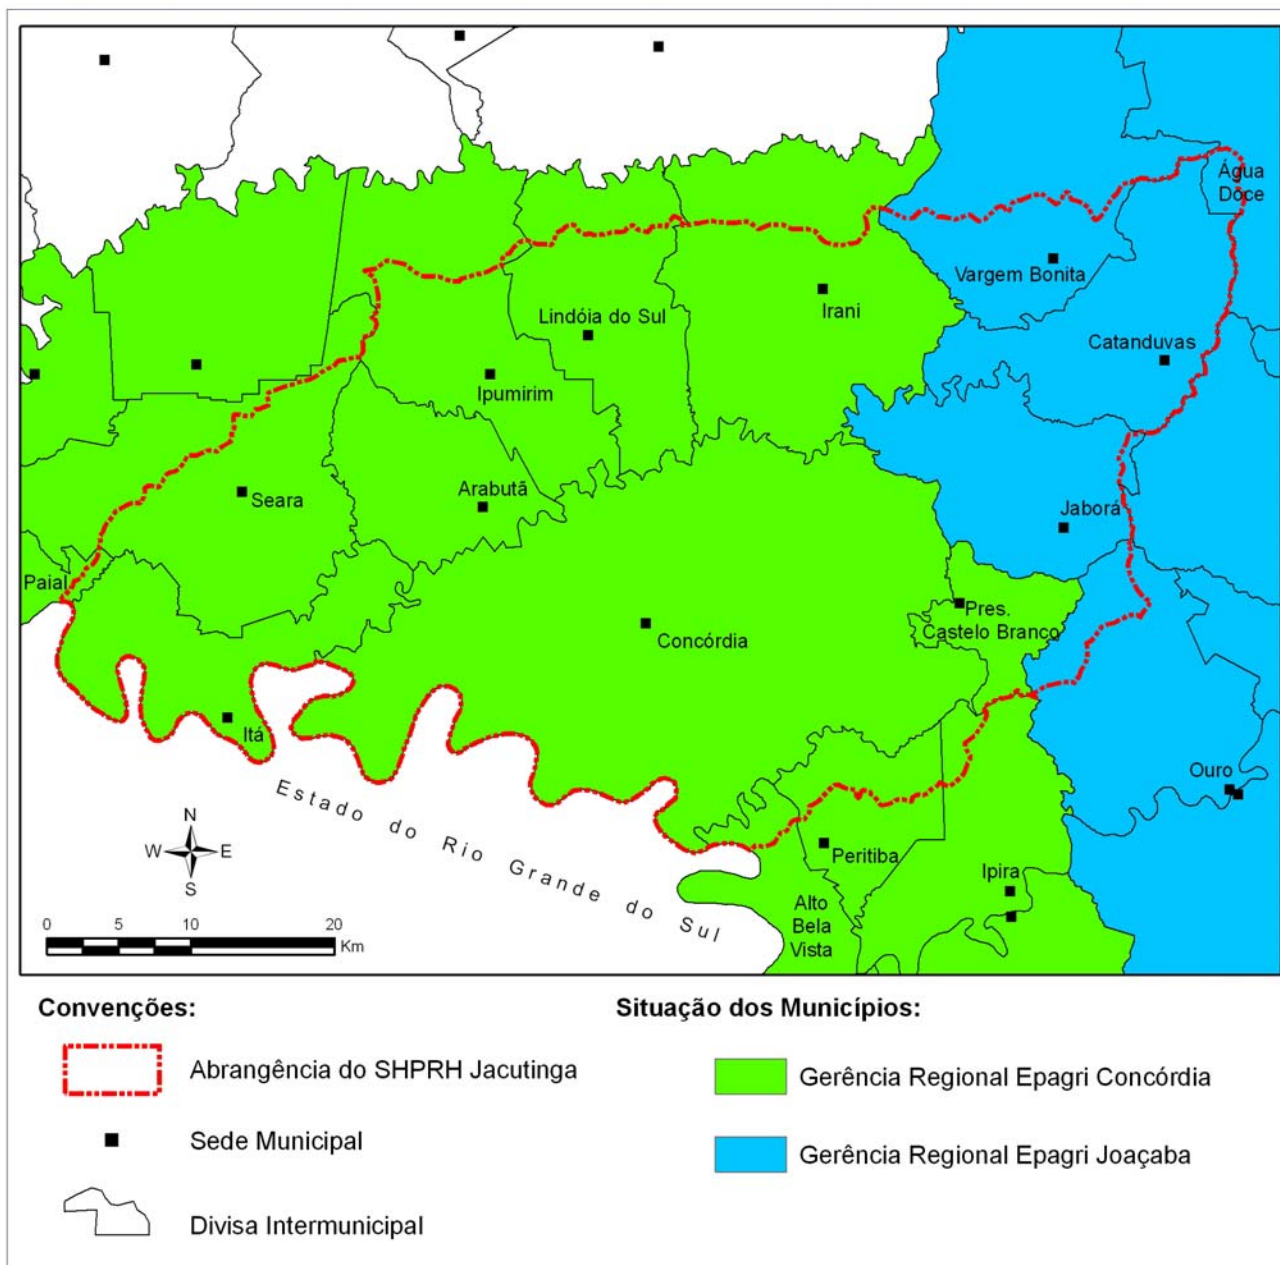 Água
Doce
Vargem Bonita
Irani
Lindóia do Sul
Catanduvas
Ipumirim
Seara
Arabutã
Jaborá
Paial
Pres.
Castelo Branco
Concórdia
Itá
Ouro
Estado do Rio Grande do Sul
N
W
E
S
Peritiba
Ipira
Alto
Bela
Vista
0 5 10 20
Km
Convenções:
Abrangência do SHPRH Jacutinga
Sede Municipal
Divisa Intermunicipal
Situação dos Municípios:
Gerência Regional Epagri Concórdia
Gerência Regional Epagri Joaçaba